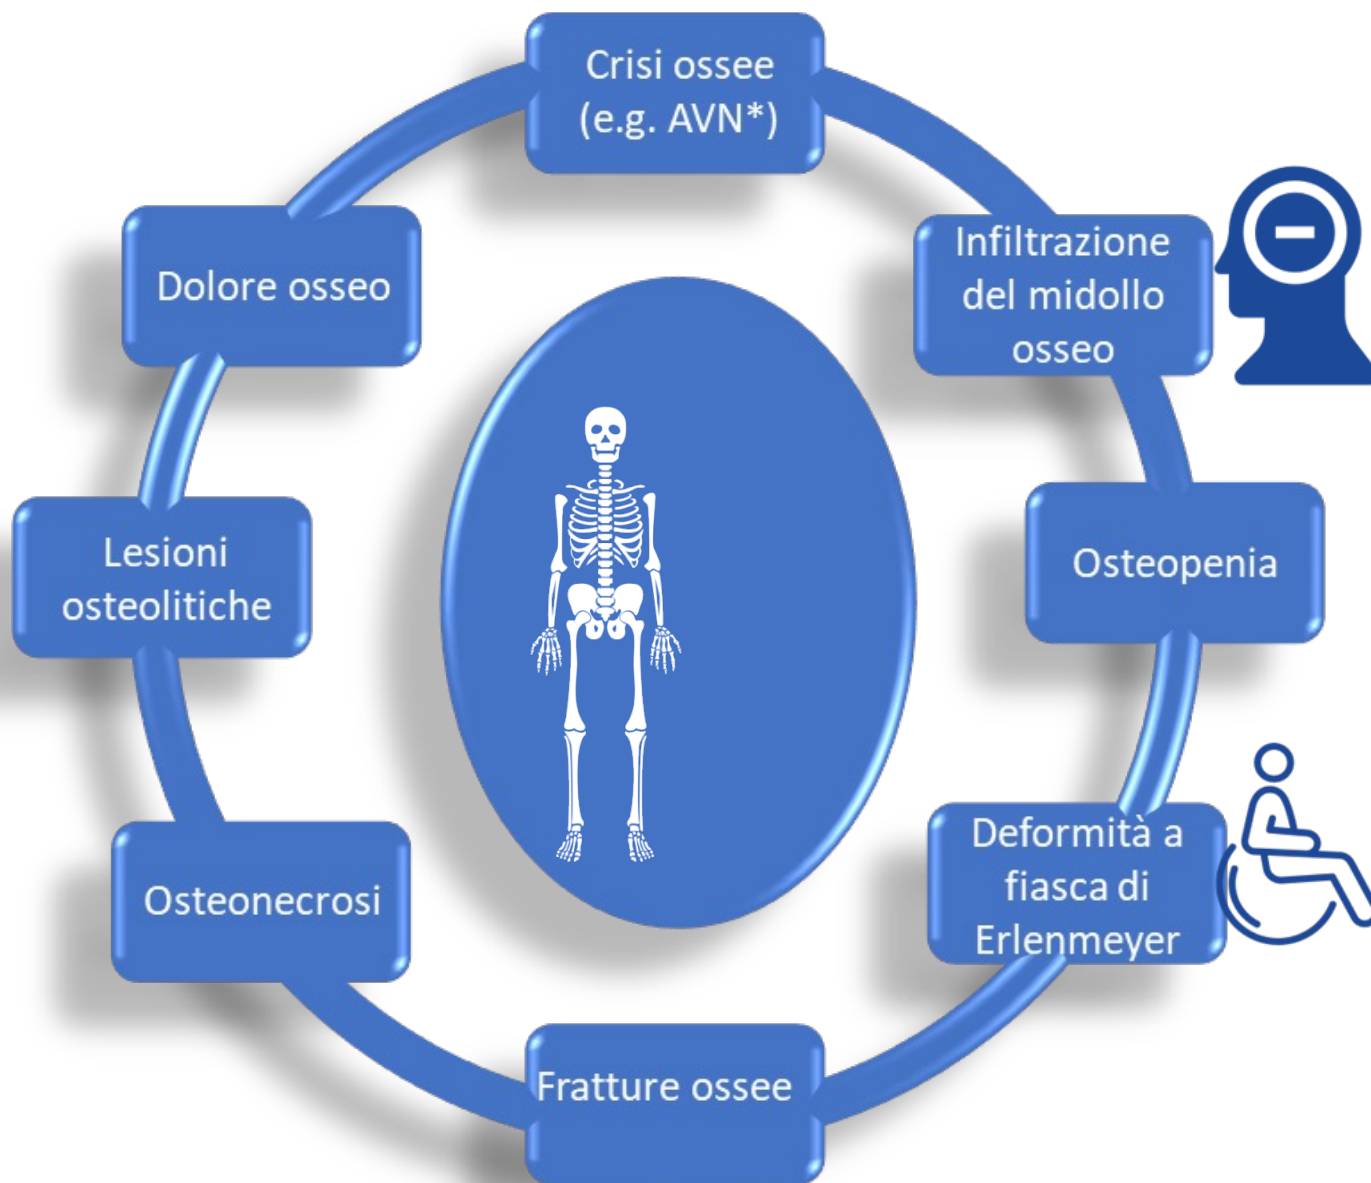 Crisi ossee
(e.g. AVN*)
Infiltrazione
del midollo
osseo
Osteopenia
Deformità a
fiasca di
Erlenmeyer
Fratture ossee
Osteonecrosi
Lesioni
osteolitiche
Dolore osseo